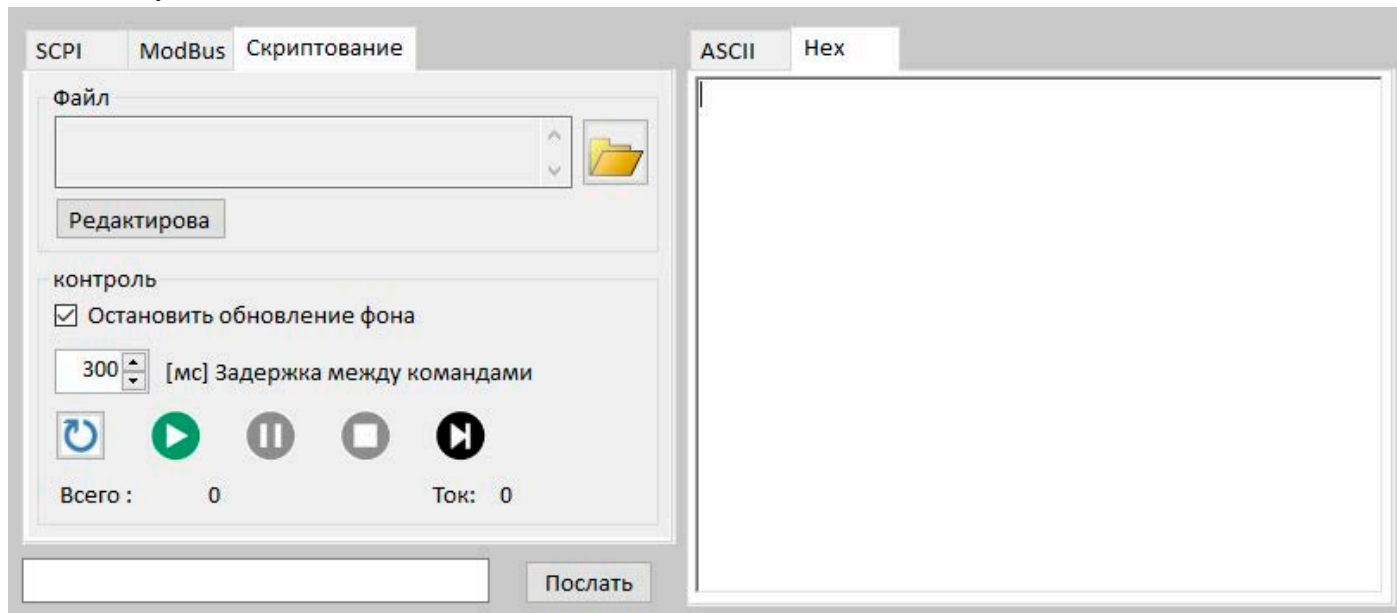 SCPI ModBus Скриптование
Файл
Редактирова
контроль
Остановить обновление фона
300 [мс] Задержка между командами
Всего : 0 Ток: 0
Послать
ASCII Hex